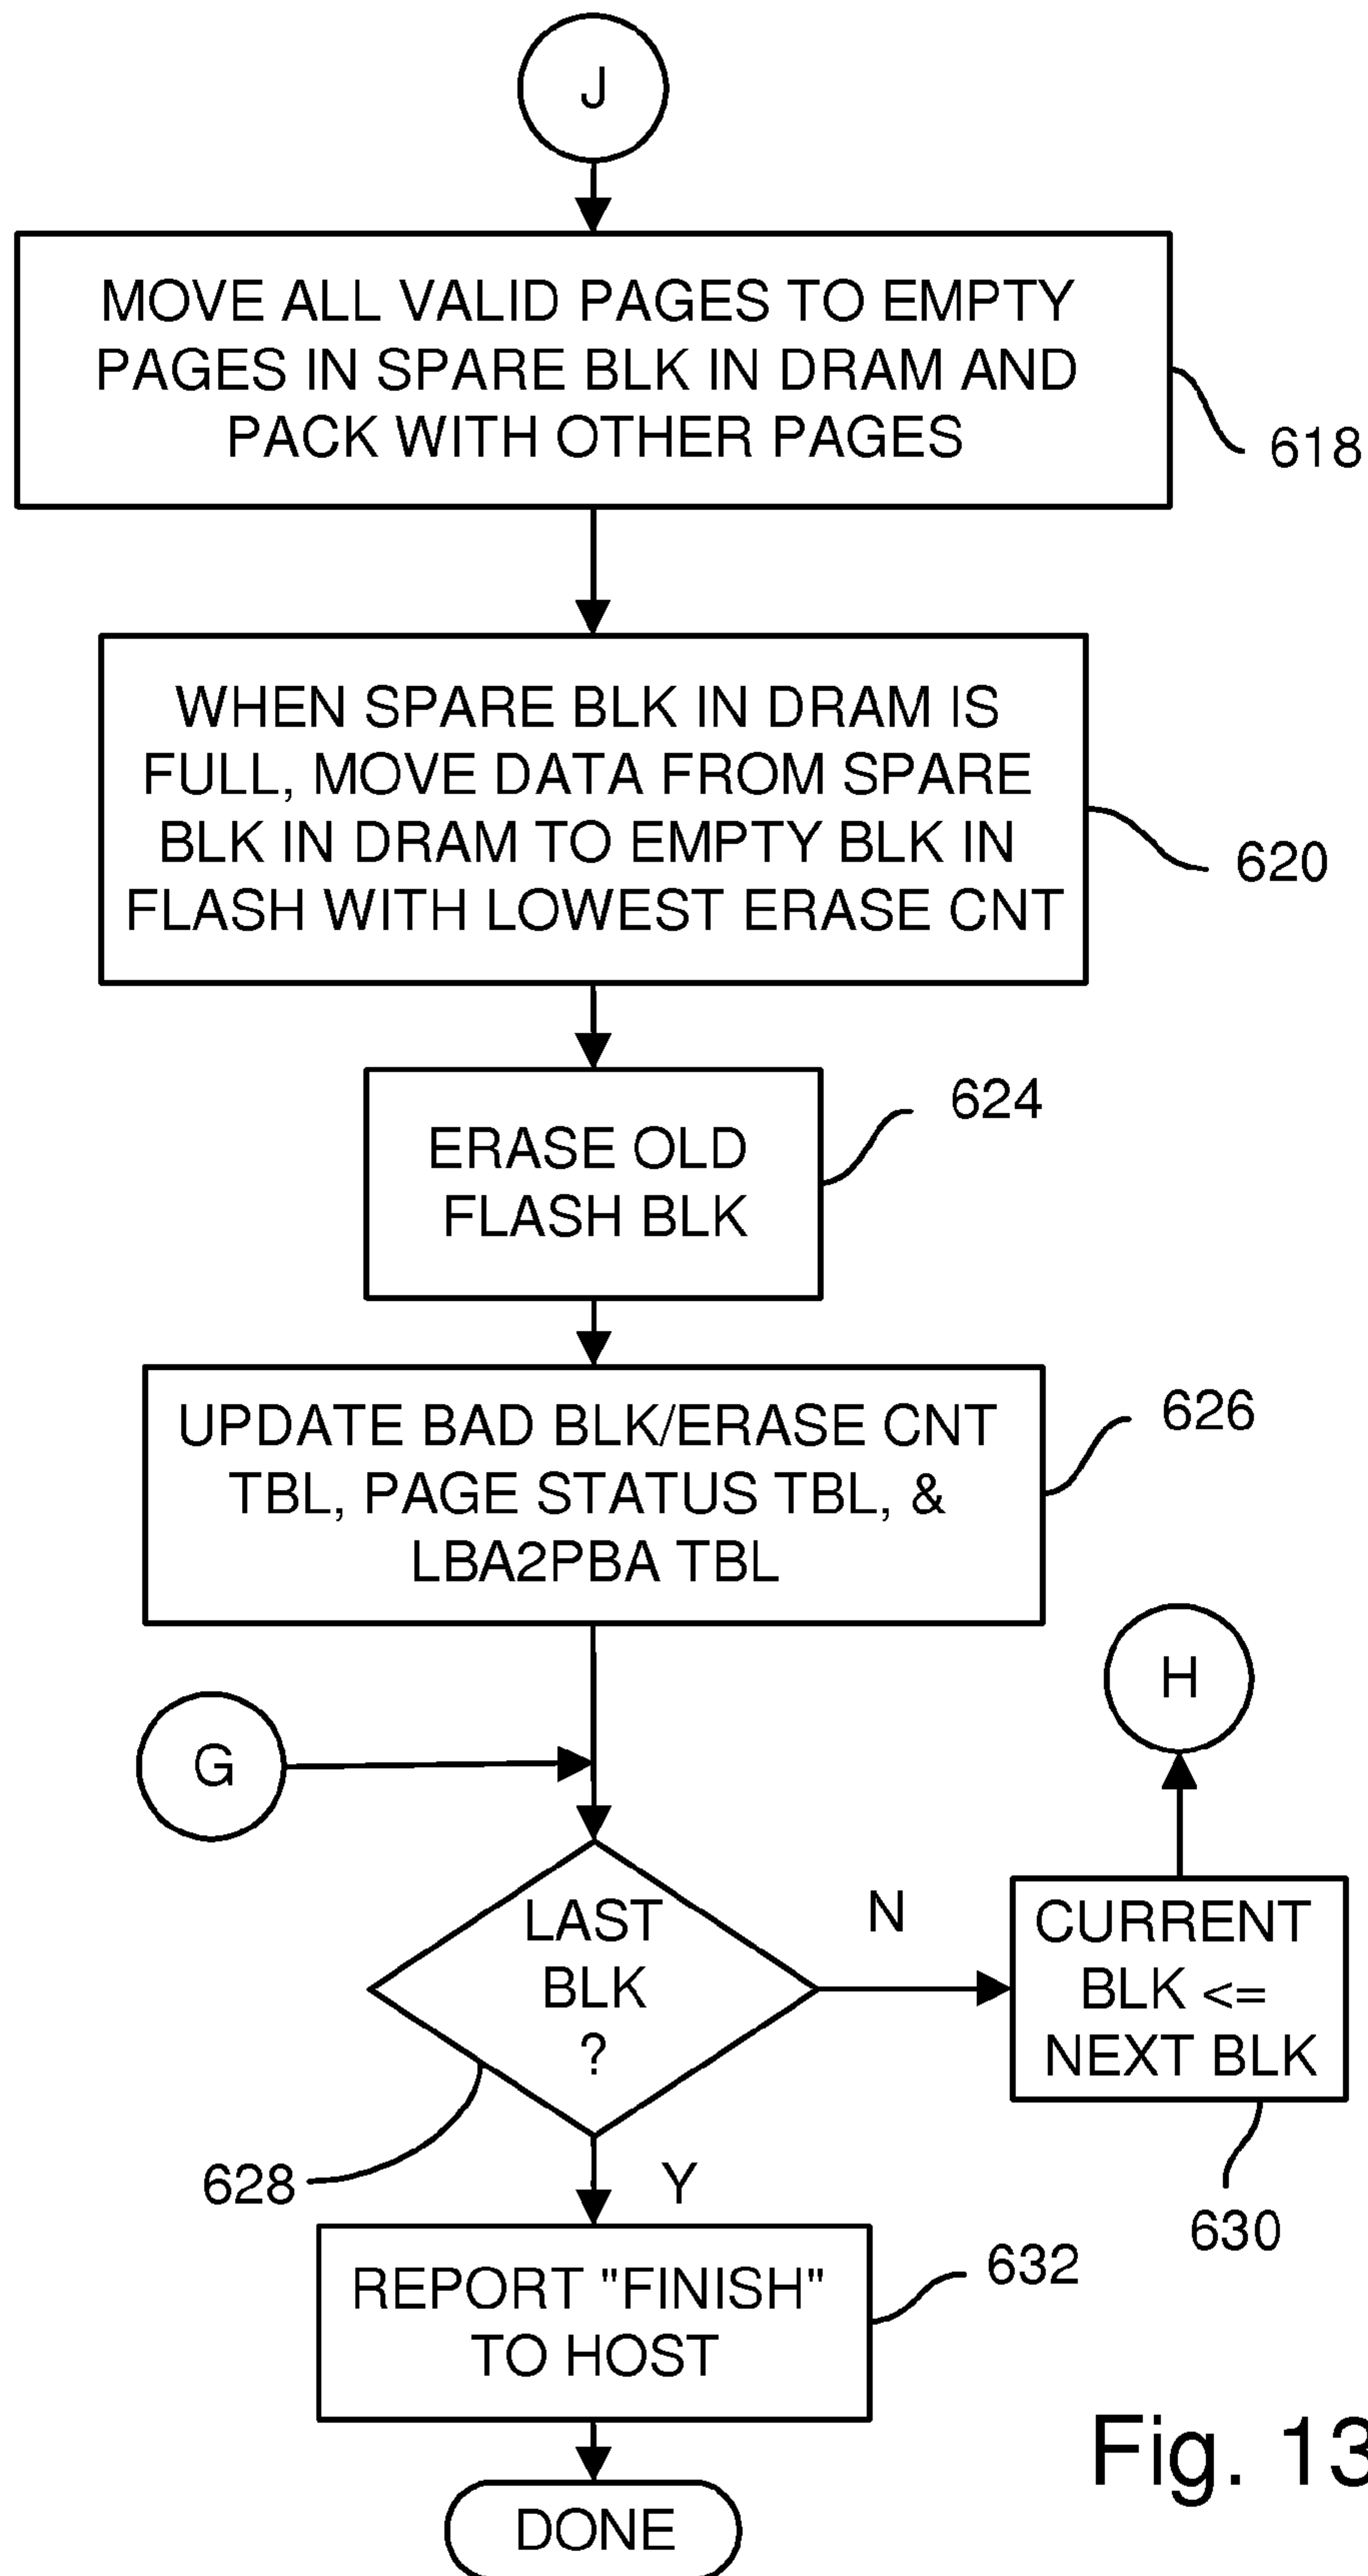 J
MOVE ALL VALID PAGES TO EMPTY
PAGES IN SPARE BLK IN DRAM AND
PACK WITH OTHER PAGES
618
WHEN SPARE BLK IN DRAM IS
FULL, MOVE DATA FROM SPARE
BLK IN DRAM TO EMPTY BLK IN
FLASH WITH LOWEST ERASE CNT
620
ERASE OLD
FLASH BLK
624
UPDATE BAD BLK/ERASE CNT
TBL, PAGE STATUS TBL, &
LBA2PBA TBL
626
G
H
LAST
BLK
?
628
N
CURRENT
BLK <=
NEXT BLK
630
Y
REPORT "FINISH"
TO HOST
632
DONE
Fig. 13